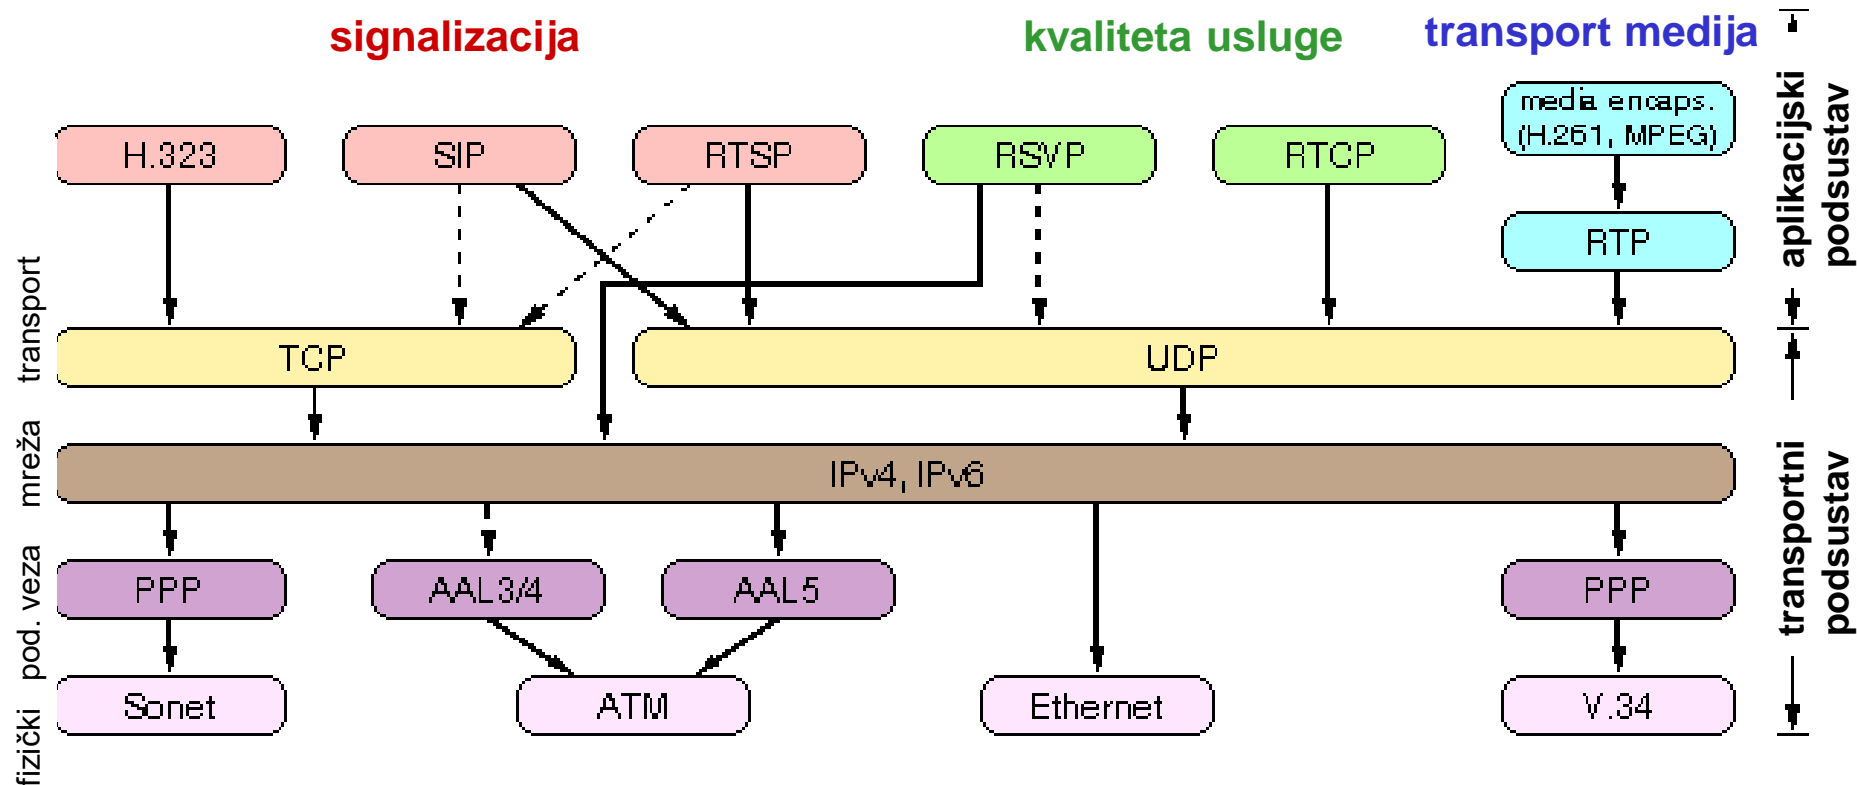 signalizacija
kvaliteta usluge
transport medija
media encaps.
(H.261, MPEG)
H.323
SIP
RTSP
RSVP
RTCP
RTP
TCP
UDP
IPv4, IPv6
PPP
AAL3/4
AAL5
PPP
Sonet
ATM
Ethernet
V.34
transport
mreža
pod. veza
fizički
aplikacijski
podsustav
transportni
podsustav